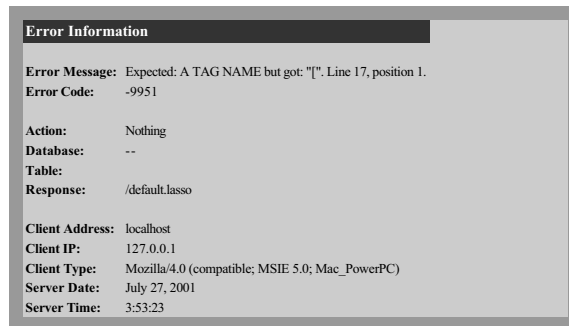 Error Information
Error Message: Expected: A TAG NAME but got: "[". Line 17, position 1.
Error Code: -9951
Action: Nothing
Database: --
Table:
Response: /default.lasso
Client Address: localhost
Client IP: 127.0.0.1
Client Type: Mozilla/4.0 (compatible; MSIE 5.0; Mac_PowerPC)
Server Date: July 27, 2001
Server Time: 3:53:23